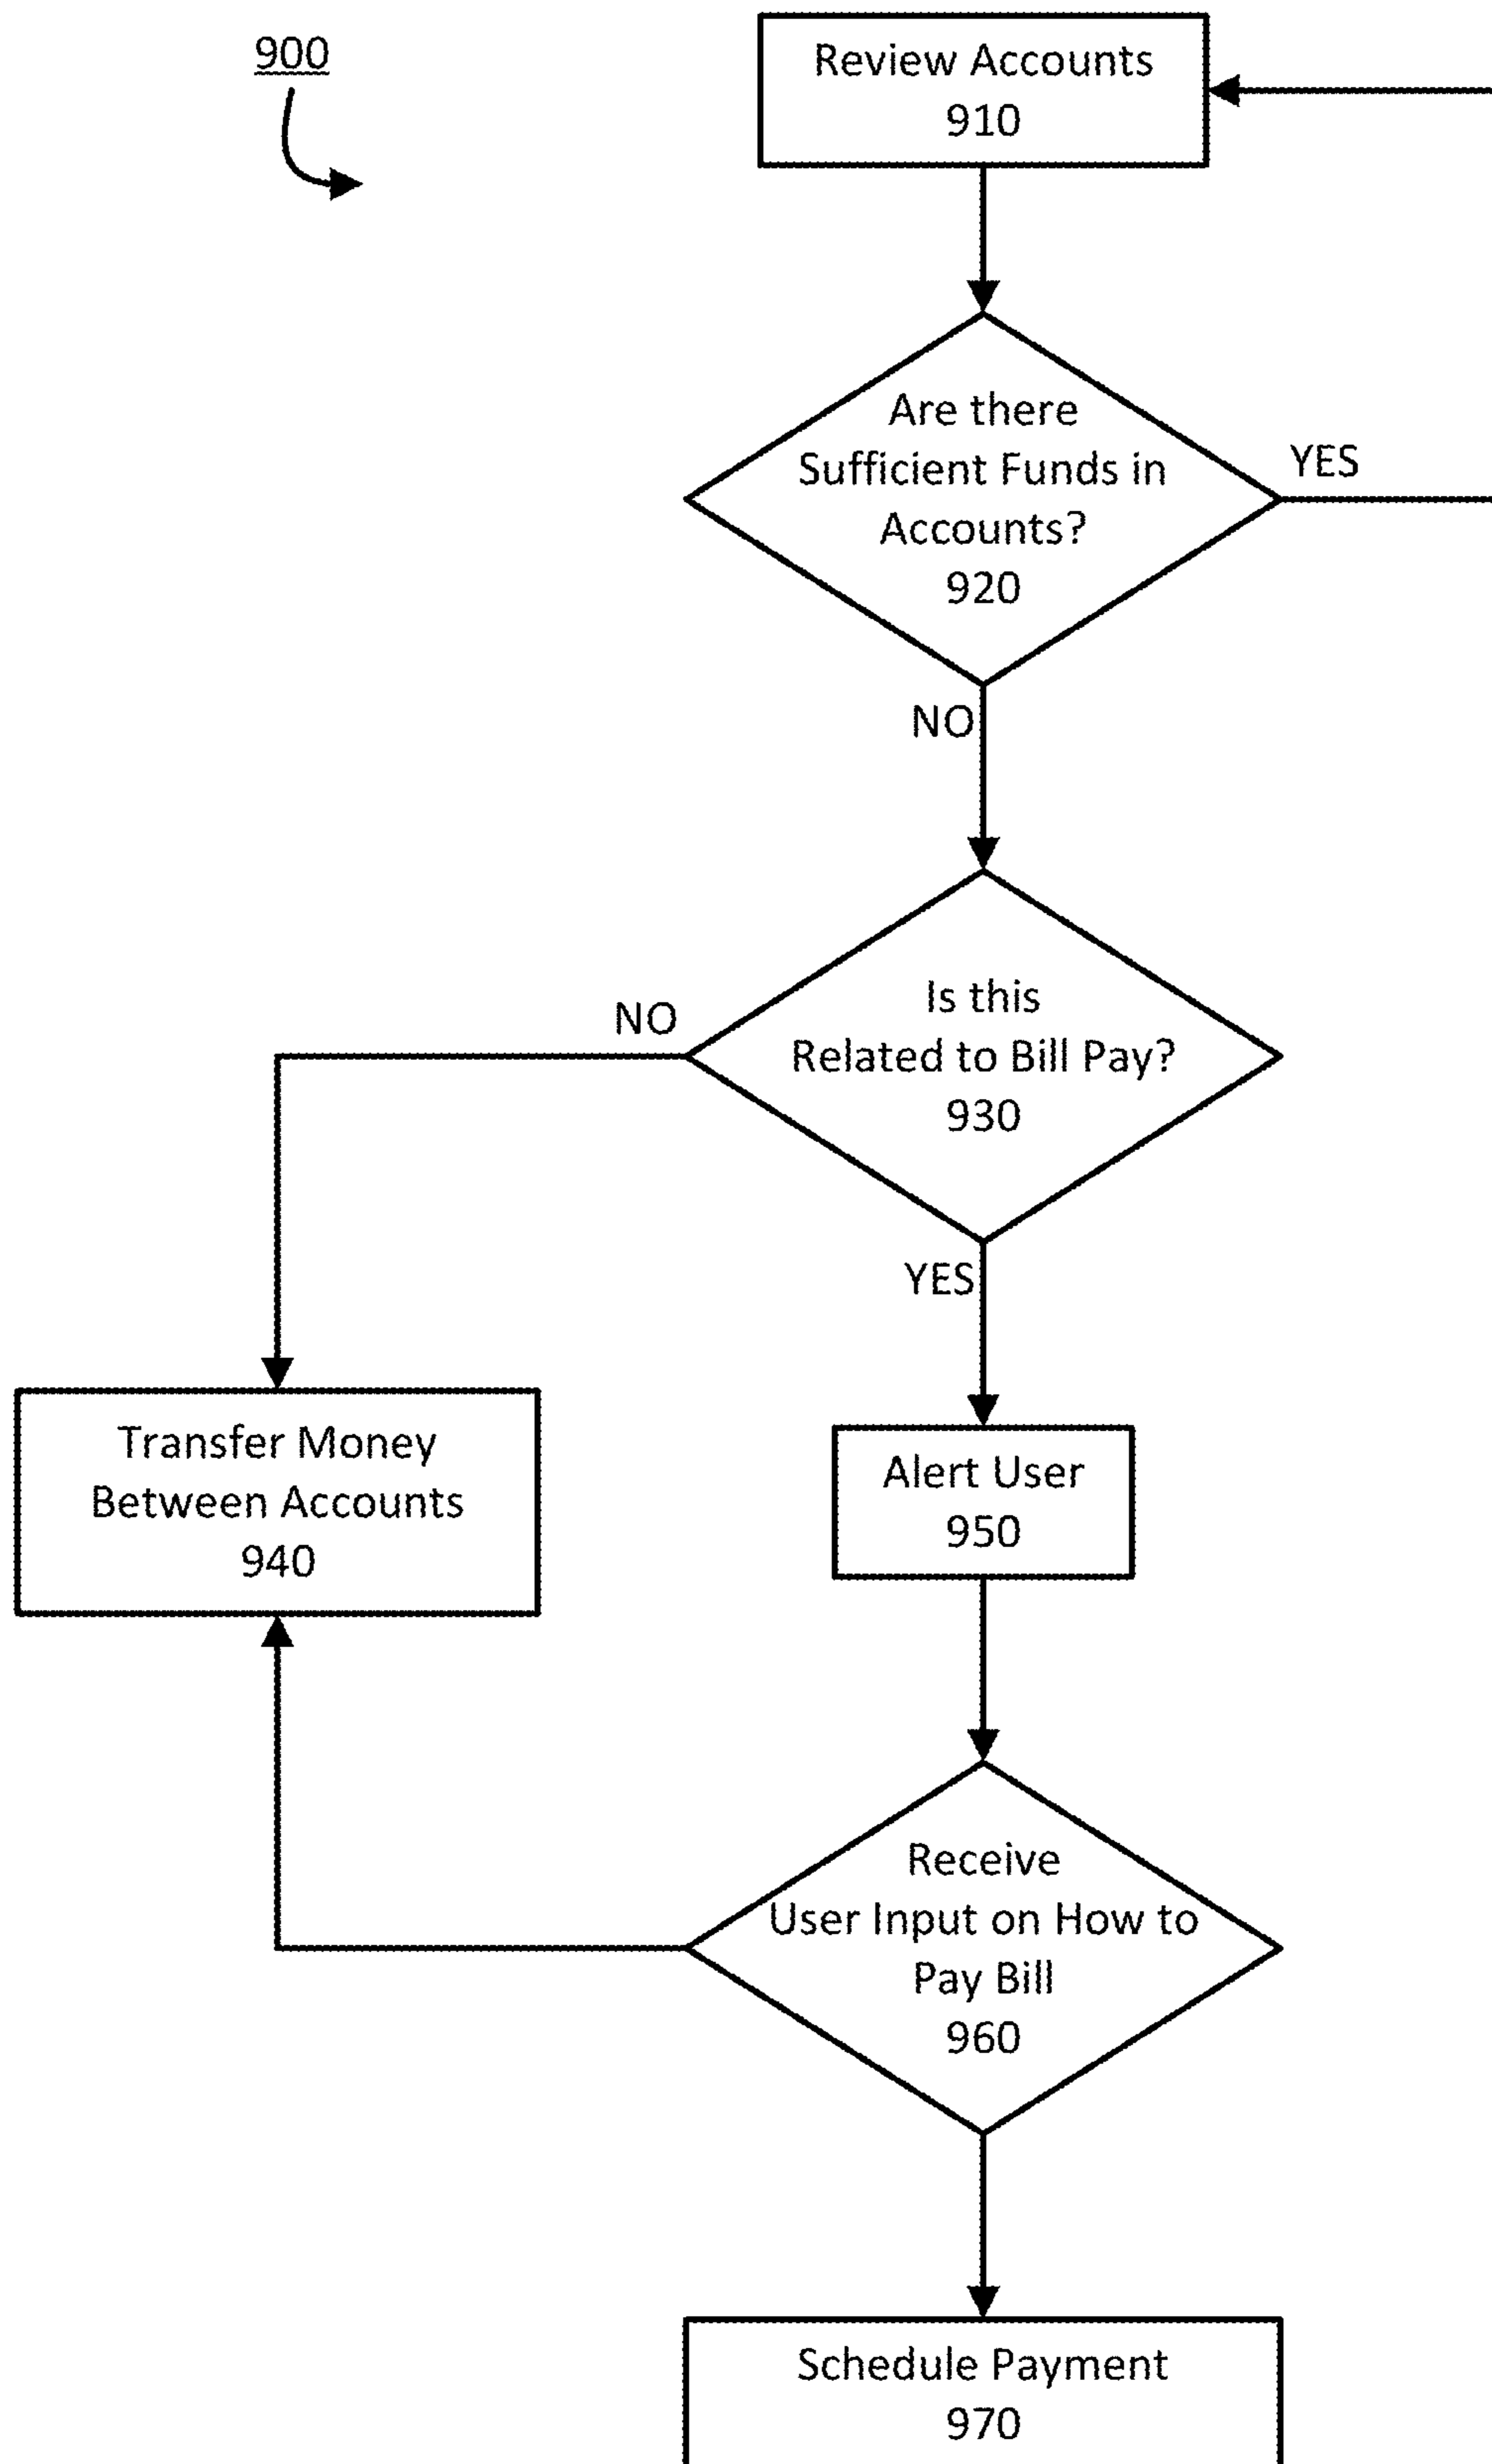 900
Review Accounts
910
Are there
Sufficient Funds in
Accounts?
920
YES
NO
Is this
Related to Bill Pay?
930
NO
YES
Transfer Money
Between Accounts
940
Alert User
950
Receive
User Input on How to
Pay Bill
960
Schedule Payment
970